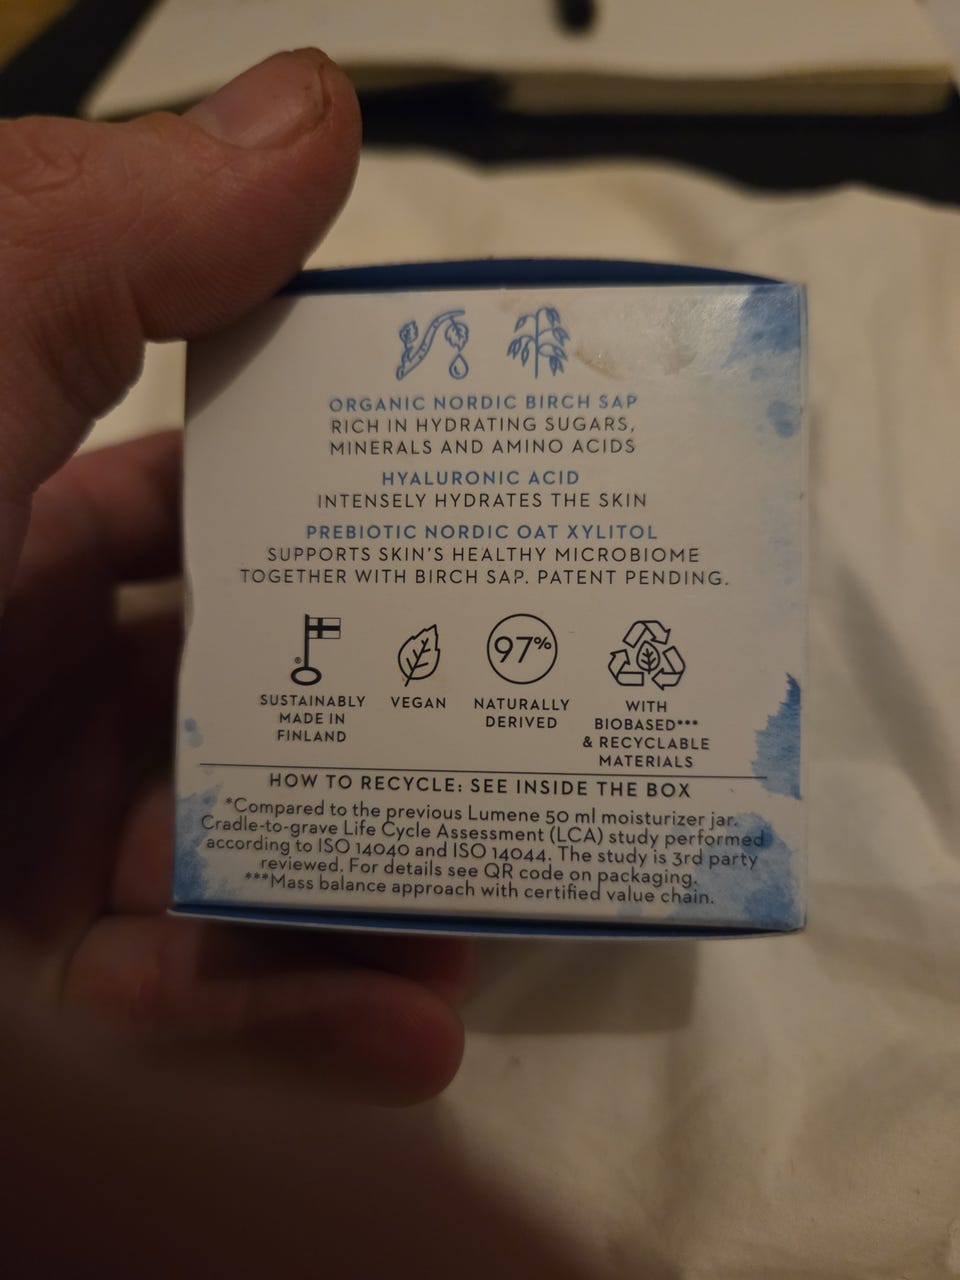 ORGANIC NORDIC BIRCH SAP
RICH IN HYDRATING SUGARS,
MINERALS AND AMINO ACIDS
HYALURONIC ACID
INTENSELY HYDRATES THE SKIN
PREBIOTIC NORDIC OAT XYLITOL
SUPPORTS SKIN'S HEALTHY MICROBIOME
TOGETHER WITH BIRCH SAP. PATENT PENDING.
®
SUSTAINABLY
MADE IN
FINLAND
VEGAN
97%
NATURALLY
DERIVED
WITH
BIOBASED***
& RECYCLABLE
MATERIALS
HOW TO RECYCLE: SEE INSIDE THE BOX
*Compared to the previous Lumene 50 ml moisturizer jar.
Cradle-to-grave Life Cycle Assessment (LCA) study performed
according to ISO 14040 and ISO 14044. The study is 3rd party
reviewed. For details see QR code on packaging.
***Mass balance approach with certified value chain.